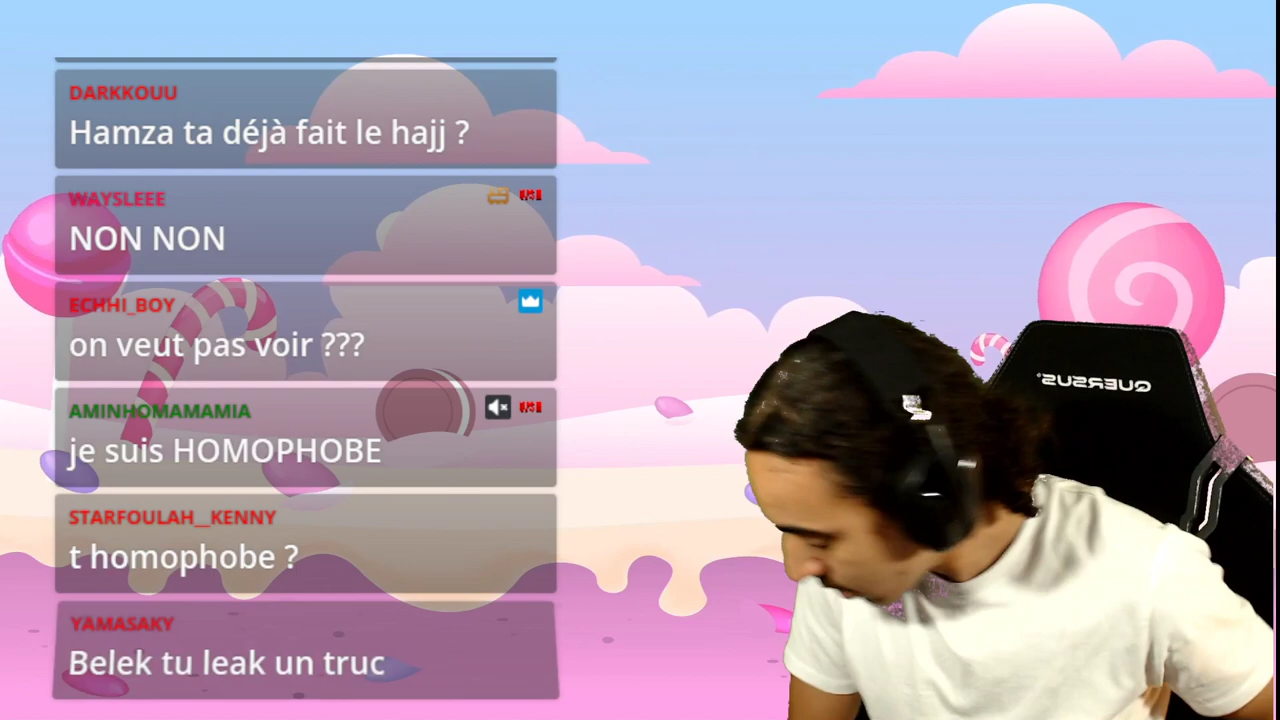 DARKKOUU
Hamza ta déjà fait le hajj ?
WAYSLEEE
NON NON
ECHHI_BOY
on veut pas voir ???
AMINHOMAMAMIA
je suis HOMOPHOBE
STARFOULAH__KENNY
t homophobe ?
YAMASAKY
Belek tu leak un truc
QUERSUS